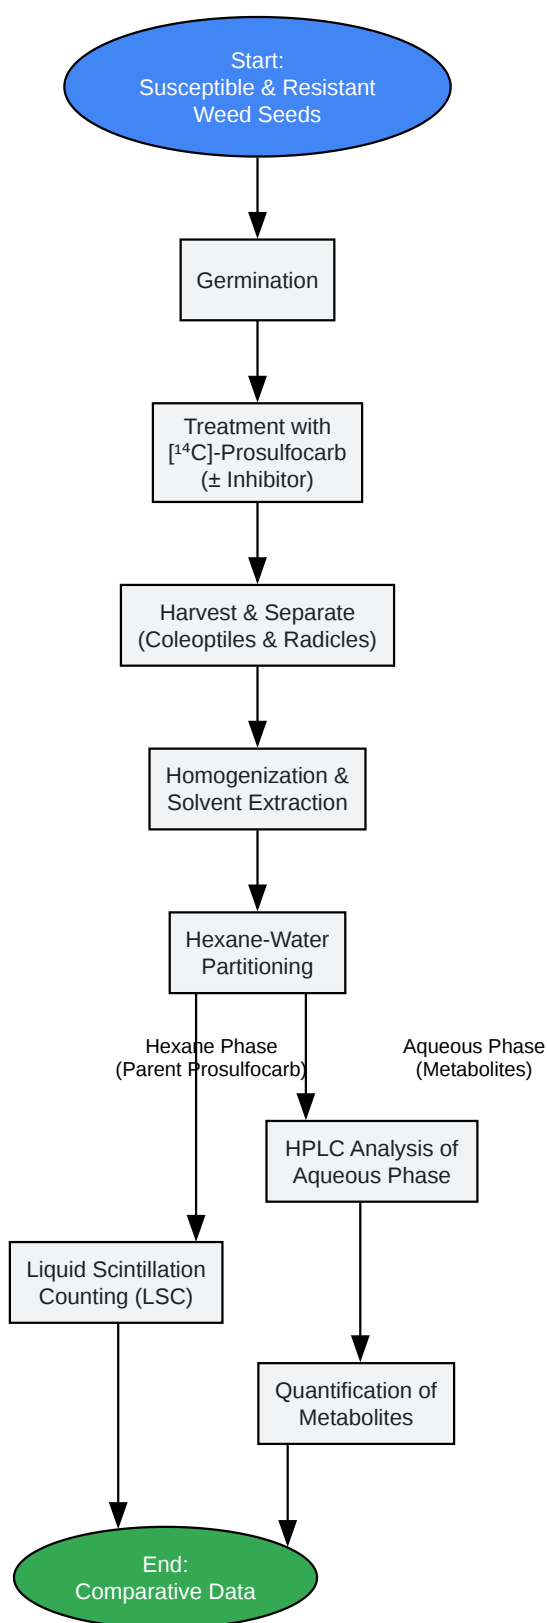 Start:
Susceptible & Resistant
Weed Seeds
Germination
Treatment with
[¹⁴C]-Prosulfocarb
(± Inhibitor)
Harvest & Separate
(Coleoptiles & Radicles)
Homogenization &
Solvent Extraction
Hexane-Water
Partitioning
Hexane Phase
(Parent Prosulfocarb)
Aqueous Phase
(Metabolites)
HPLC Analysis of
Aqueous Phase
Liquid Scintillation
Counting (LSC)
Quantification of
Metabolites
End:
Comparative Data